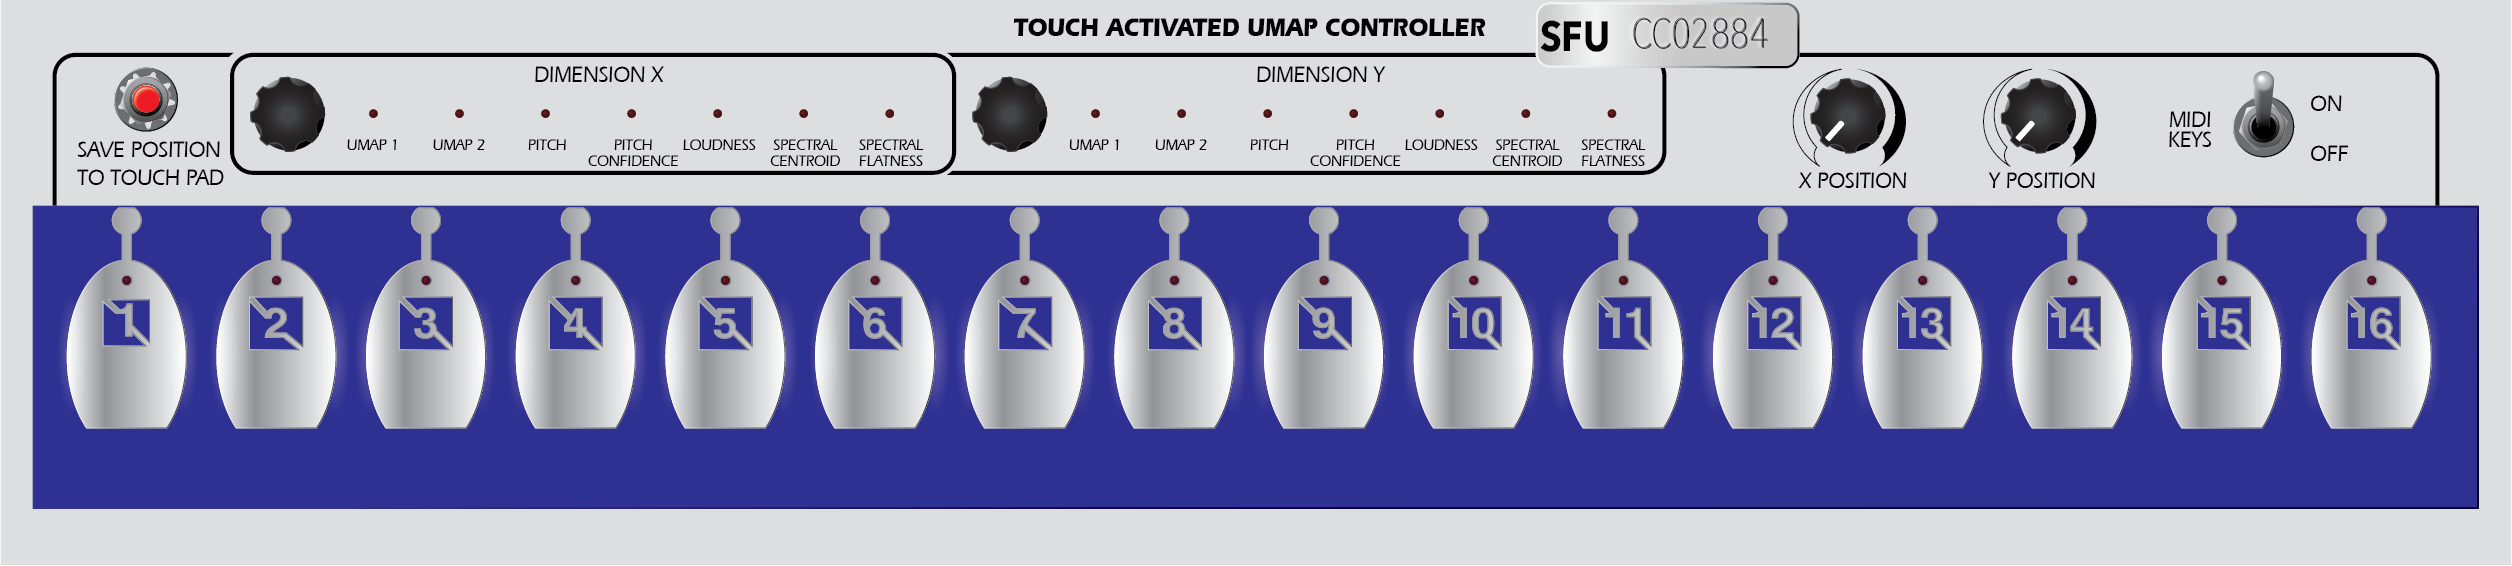 TOUCH ACTIVATED UMAP CONTROLLER
SFU CC02884
SAVE POSITION
TO TOUCH PAD
DIMENSION X
UMAP 1
UMAP 2
PITCH
PITCH
CONFIDENCE
LOUDNESS
SPECTRAL
CENTROID
SPECTRAL
FLATNESS
DIMENSION Y
UMAP 1
UMAP 2
PITCH
PITCH
CONFIDENCE
LOUDNESS
SPECTRAL
CENTROID
SPECTRAL
FLATNESS
X POSITION
Y POSITION
MIDI
KEYS
ON
OFF
1 2 3 4 5 6 7 8 9 10 11 12 13 14 15 16